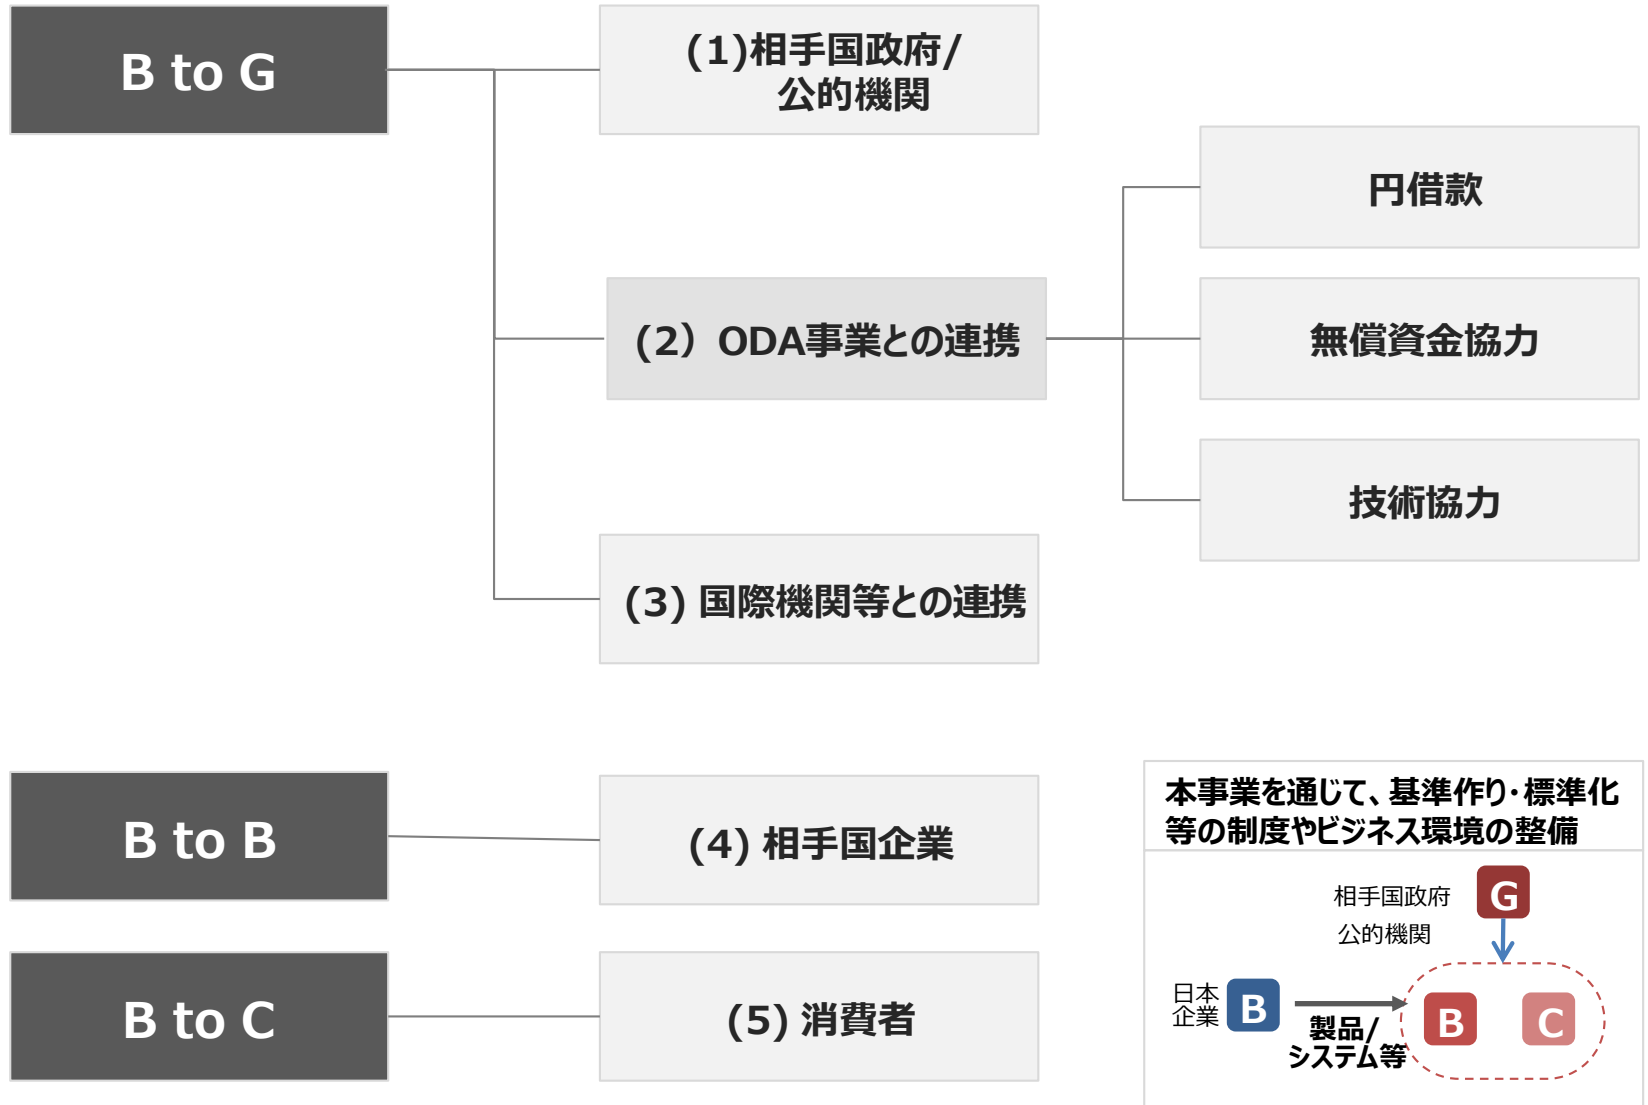 B to G
(1)相手国政府/
公的機関
円借款
(2）ODA事業との連携
無償資金協力
技術協力
(3) 国際機関等との連携
B to B
(4) 相手国企業
B to C
(5) 消費者
本事業を通じて、基準作り・標準化
等の制度やビジネス環境の整備
相手国政府
公的機関
G
日本
企業
B
製品/
システム等
B
C